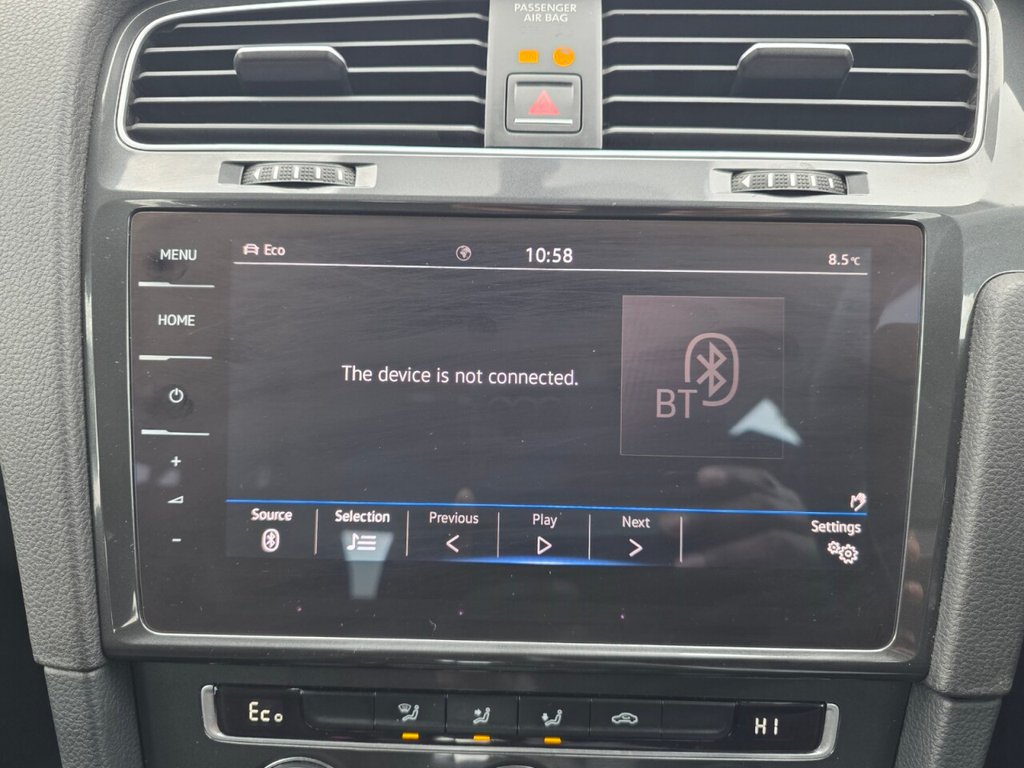 PASSENGER
AIR BAG
MENU
HOME
Eco
10:58
8.5°C
The device is not connected.
BT
Source
Selection
Previous
Play
Next
Settings
Eco
HI